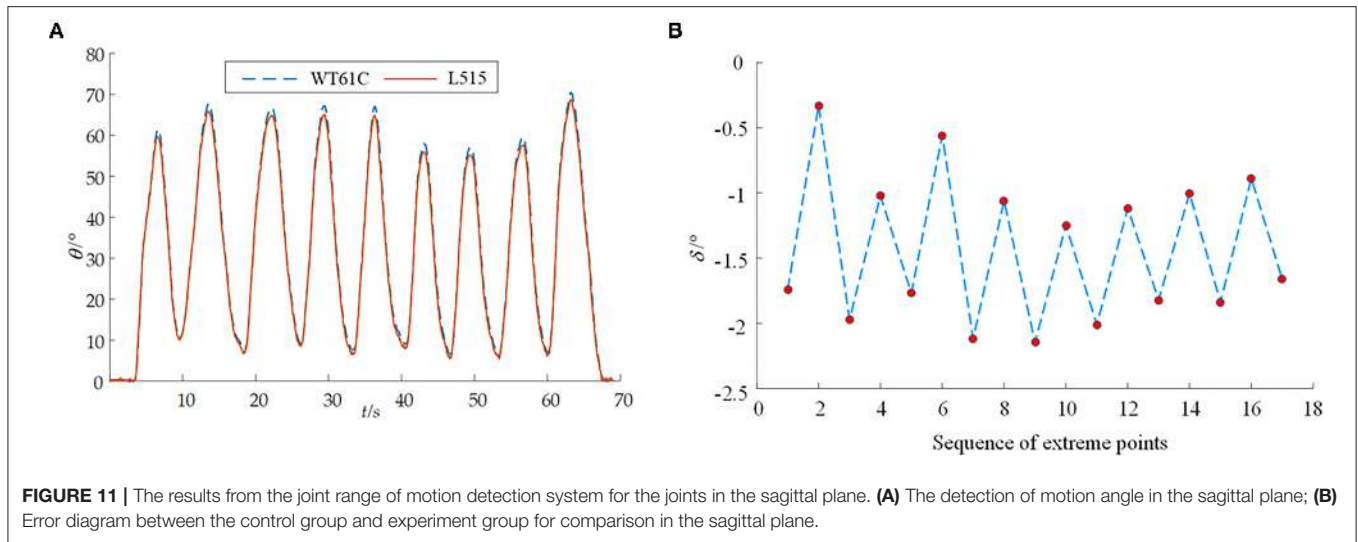 A
80
70
60
50
40
30
20
10
0
θ/°
WT61C L515
10 20 30 40 50 60 70
t/s
B
0
-0.5
-1
-1.5
-2
-2.5
δ/°
0 2 4 6 8 10 12 14 16 18
Sequence of extreme points
FIGURE 11 | The results from the joint range of motion detection system for the joints in the sagittal plane. (A) The detection of motion angle in the sagittal plane; (B)
Error diagram between the control group and experiment group for comparison in the sagittal plane.